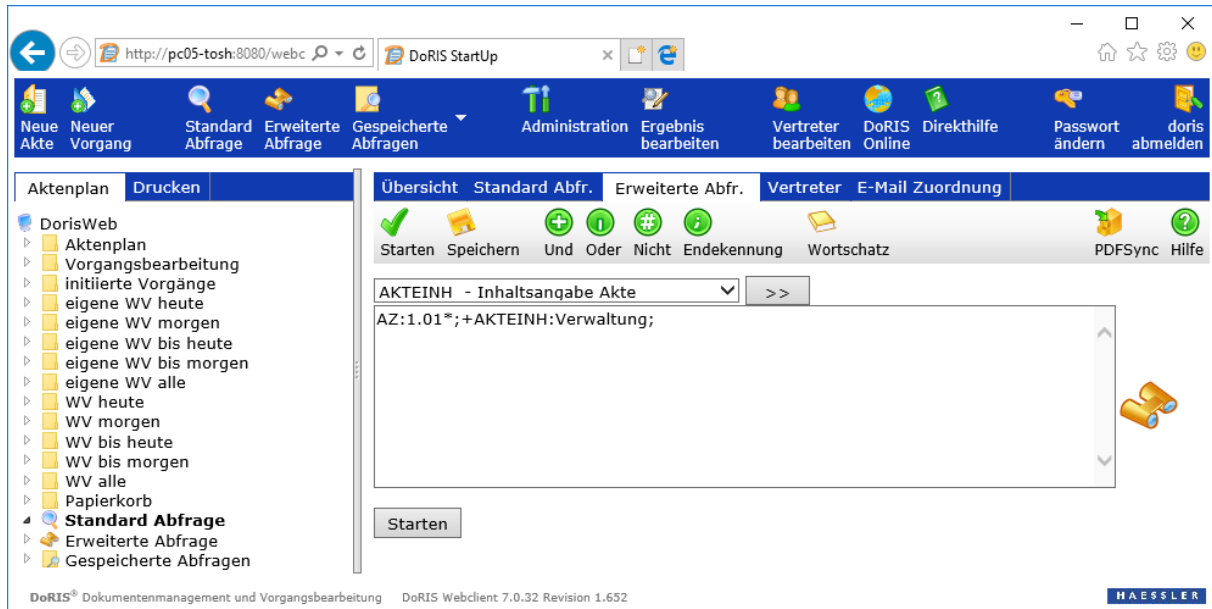 http://pc05-tosh:8080/webc
DoRIS StartUp
Neue Akte
Neuer Vorgang
Standard Abfrage
Erweiterte Abfrage
Gespeicherte Abfragen
Administration
Ergebnis bearbeiten
Vertreter bearbeiten
DoRIS Online
Direkthilfe
Passwort ändern
doris abmelden
Aktenplan Drucken
DorisWeb
Aktenplan
Vorgangsbearbeitung
initiierte Vorgänge
eigene WV heute
eigene WV morgen
eigene WV bis heute
eigene WV bis morgen
eigene WV alle
WV heute
WV morgen
WV bis heute
WV bis morgen
WV alle
Papierkorb
Standard Abfrage
Erweiterte Abfrage
Gespeicherte Abfragen
Übersicht Standard Abfr. Erweiterte Abfr. Vertreter E-Mail Zuordnung
Starten Speichern Und Oder Nicht Endekennung Wortschatz PDFSync Hilfe
AKTEINH - Inhaltsangabe Akte >>
AZ:1.01*;+AKTEINH:Verwaltung;
Starten
DoRIS® Dokumentenmanagement und Vorgangsbearbeitung DoRIS Webclient 7.0.32 Revision 1.652
HAESSLER